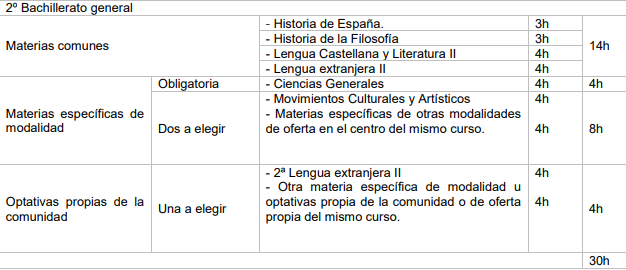 2º Bachillerato general
Materias comunes
- Historia de España. 3h
- Historia de la Filosofía 3h
- Lengua Castellana y Literatura II 4h
- Lengua extranjera II 4h
14h
Materias específicas de
modalidad
Obligatoria
- Ciencias Generales 4h
4h
Dos a elegir
- Movimientos Culturales y Artísticos 4h
- Materias específicas de otras modalidades
de oferta en el centro del mismo curso. 4h
8h
Optativas propias de la
comunidad
Una a elegir
- 2ª Lengua extranjera II 4h
- Otra materia específica de modalidad u
optativas propia de la comunidad o de oferta 4h
propia del mismo curso.
4h
30h